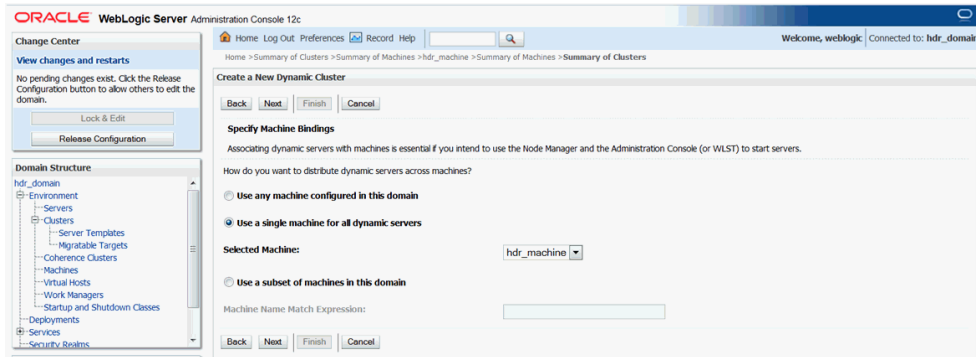 ORACLE WebLogic Server Administration Console 12c
Change Center
View changes and restarts
No pending changes exist. Click the Release
Configuration button to allow others to edit the
domain.
Lock & Edit
Release Configuration
Domain Structure
hdr_domain
Environment
Servers
Clusters
Server Templates
Migratable Targets
Coherence Clusters
Machines
Virtual Hosts
Work Managers
Startup and Shutdown Classes
Deployments
Services
Security Realms
Home Log Out Preferences Record Help
Welcome, weblogic Connected to: hdr_domain
Home >Summary of Clusters >Summary of Machines >hdr_machine >Summary of Machines >Summary of Clusters
Create a New Dynamic Cluster
Back Next Finish Cancel
Specify Machine Bindings
Associating dynamic servers with machines is essential if you intend to use the Node Manager and the Administration Console (or WLST) to start servers.
How do you want to distribute dynamic servers across machines?
Use any machine configured in this domain
Use a single machine for all dynamic servers
Selected Machine: hdr_machine
Use a subset of machines in this domain
Machine Name Match Expression:
Back Next Finish Cancel